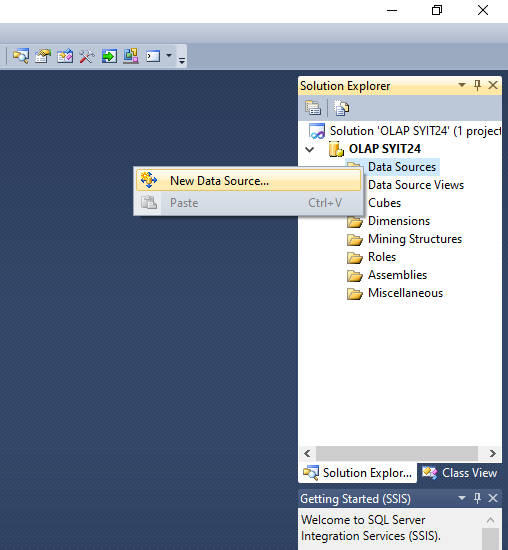 Solution Explorer
Solution 'OLAP SYIT24' (1 project
OLAP SYIT24
Data Sources
New Data Source...
Data Source Views
Paste Ctrl+V
Cubes
Dimensions
Mining Structures
Roles
Assemblies
Miscellaneous
Solution Explor...
Class View
Getting Started (SSIS)
Welcome to SQL Server
Integration Services (SSIS).